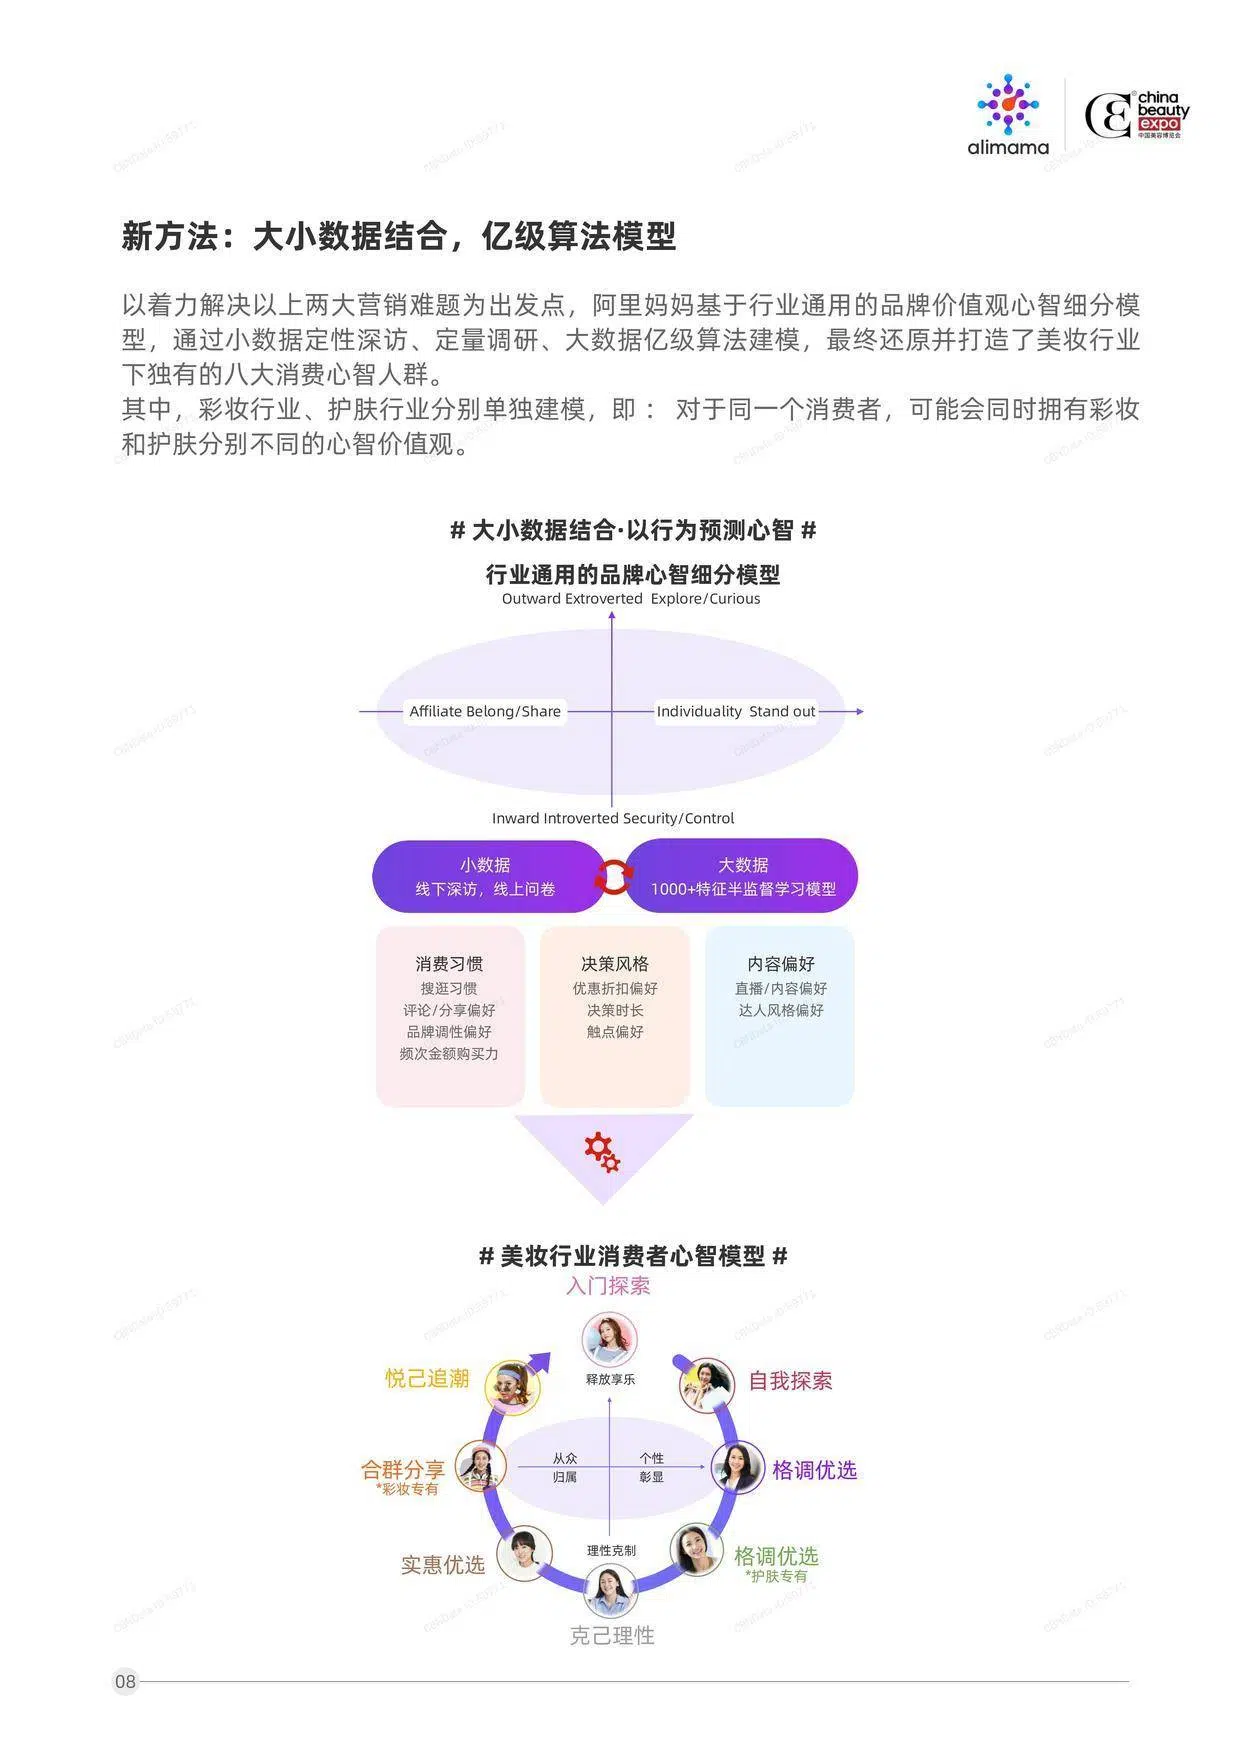 alimama
china
beauty
expo
中国美容博览会
新方法：大小数据结合，亿级算法模型
以着力解决以上两大营销难题为出发点，阿里妈妈基于行业通用的品牌价值观心智细分模
型，通过小数据定性深访、定量调研、大数据亿级算法建模，最终还原并打造了美妆行业
下独有的八大消费心智人群。
其中，彩妆行业、护肤行业分别单独建模，即 ： 对于同一个消费者，可能会同时拥有彩妆
和护肤分别不同的心智价值观。
# 大小数据结合·以行为预测心智 #
行业通用的品牌心智细分模型
Outward Extroverted Explore/Curious
Affiliate Belong/Share
Individuality Stand out
Inward Introverted Security/Control
小数据
线下深访，线上问卷
大数据
1000+特征半监督学习模型
消费习惯
搜逛习惯
评论/分享偏好
品牌调性偏好
频次金额购买力
决策风格
优惠折扣偏好
决策时长
触点偏好
内容偏好
直播/内容偏好
达人风格偏好
# 美妆行业消费者心智模型 #
入门探索
释放享乐
悦己追潮
自我探索
合群分享
*彩妆专有
从众
归属
个性
彰显
格调优选
实惠优选
理性克制
格调优选
*护肤专有
克己理性
08
CBNData ID:59771